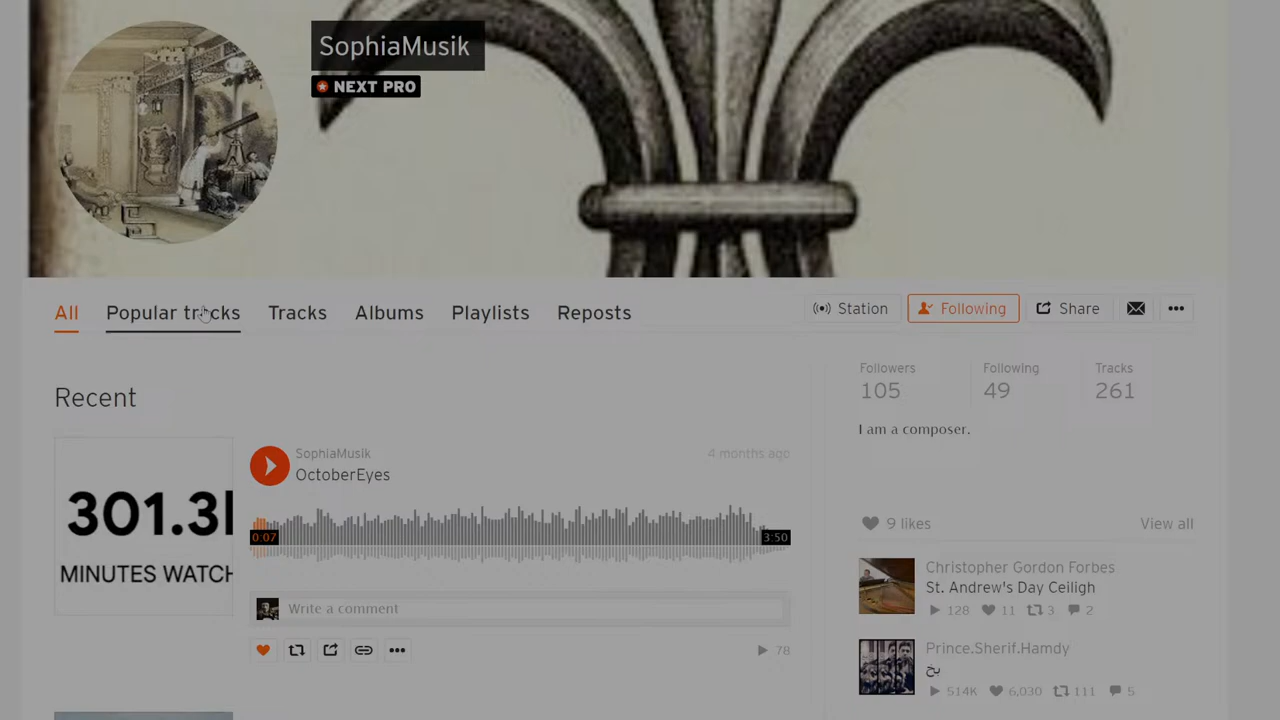 SophiaMusik
NEXT PRO
All Popular tracks Tracks Albums Playlists Reposts
Station Following Share
Followers Following Tracks
105 49 261
I am a composer.
Recent
301.3
MINUTES WATCH
SophiaMusik 4 months ago
OctoberEyes
0:07 3:50
Write a comment
78
9 likes View all
Christopher Gordon Forbes
St. Andrew's Day Ceiligh
128 11 3 2
Prince.Sherif.Hamdy
بخ
514K 6,030 111 5